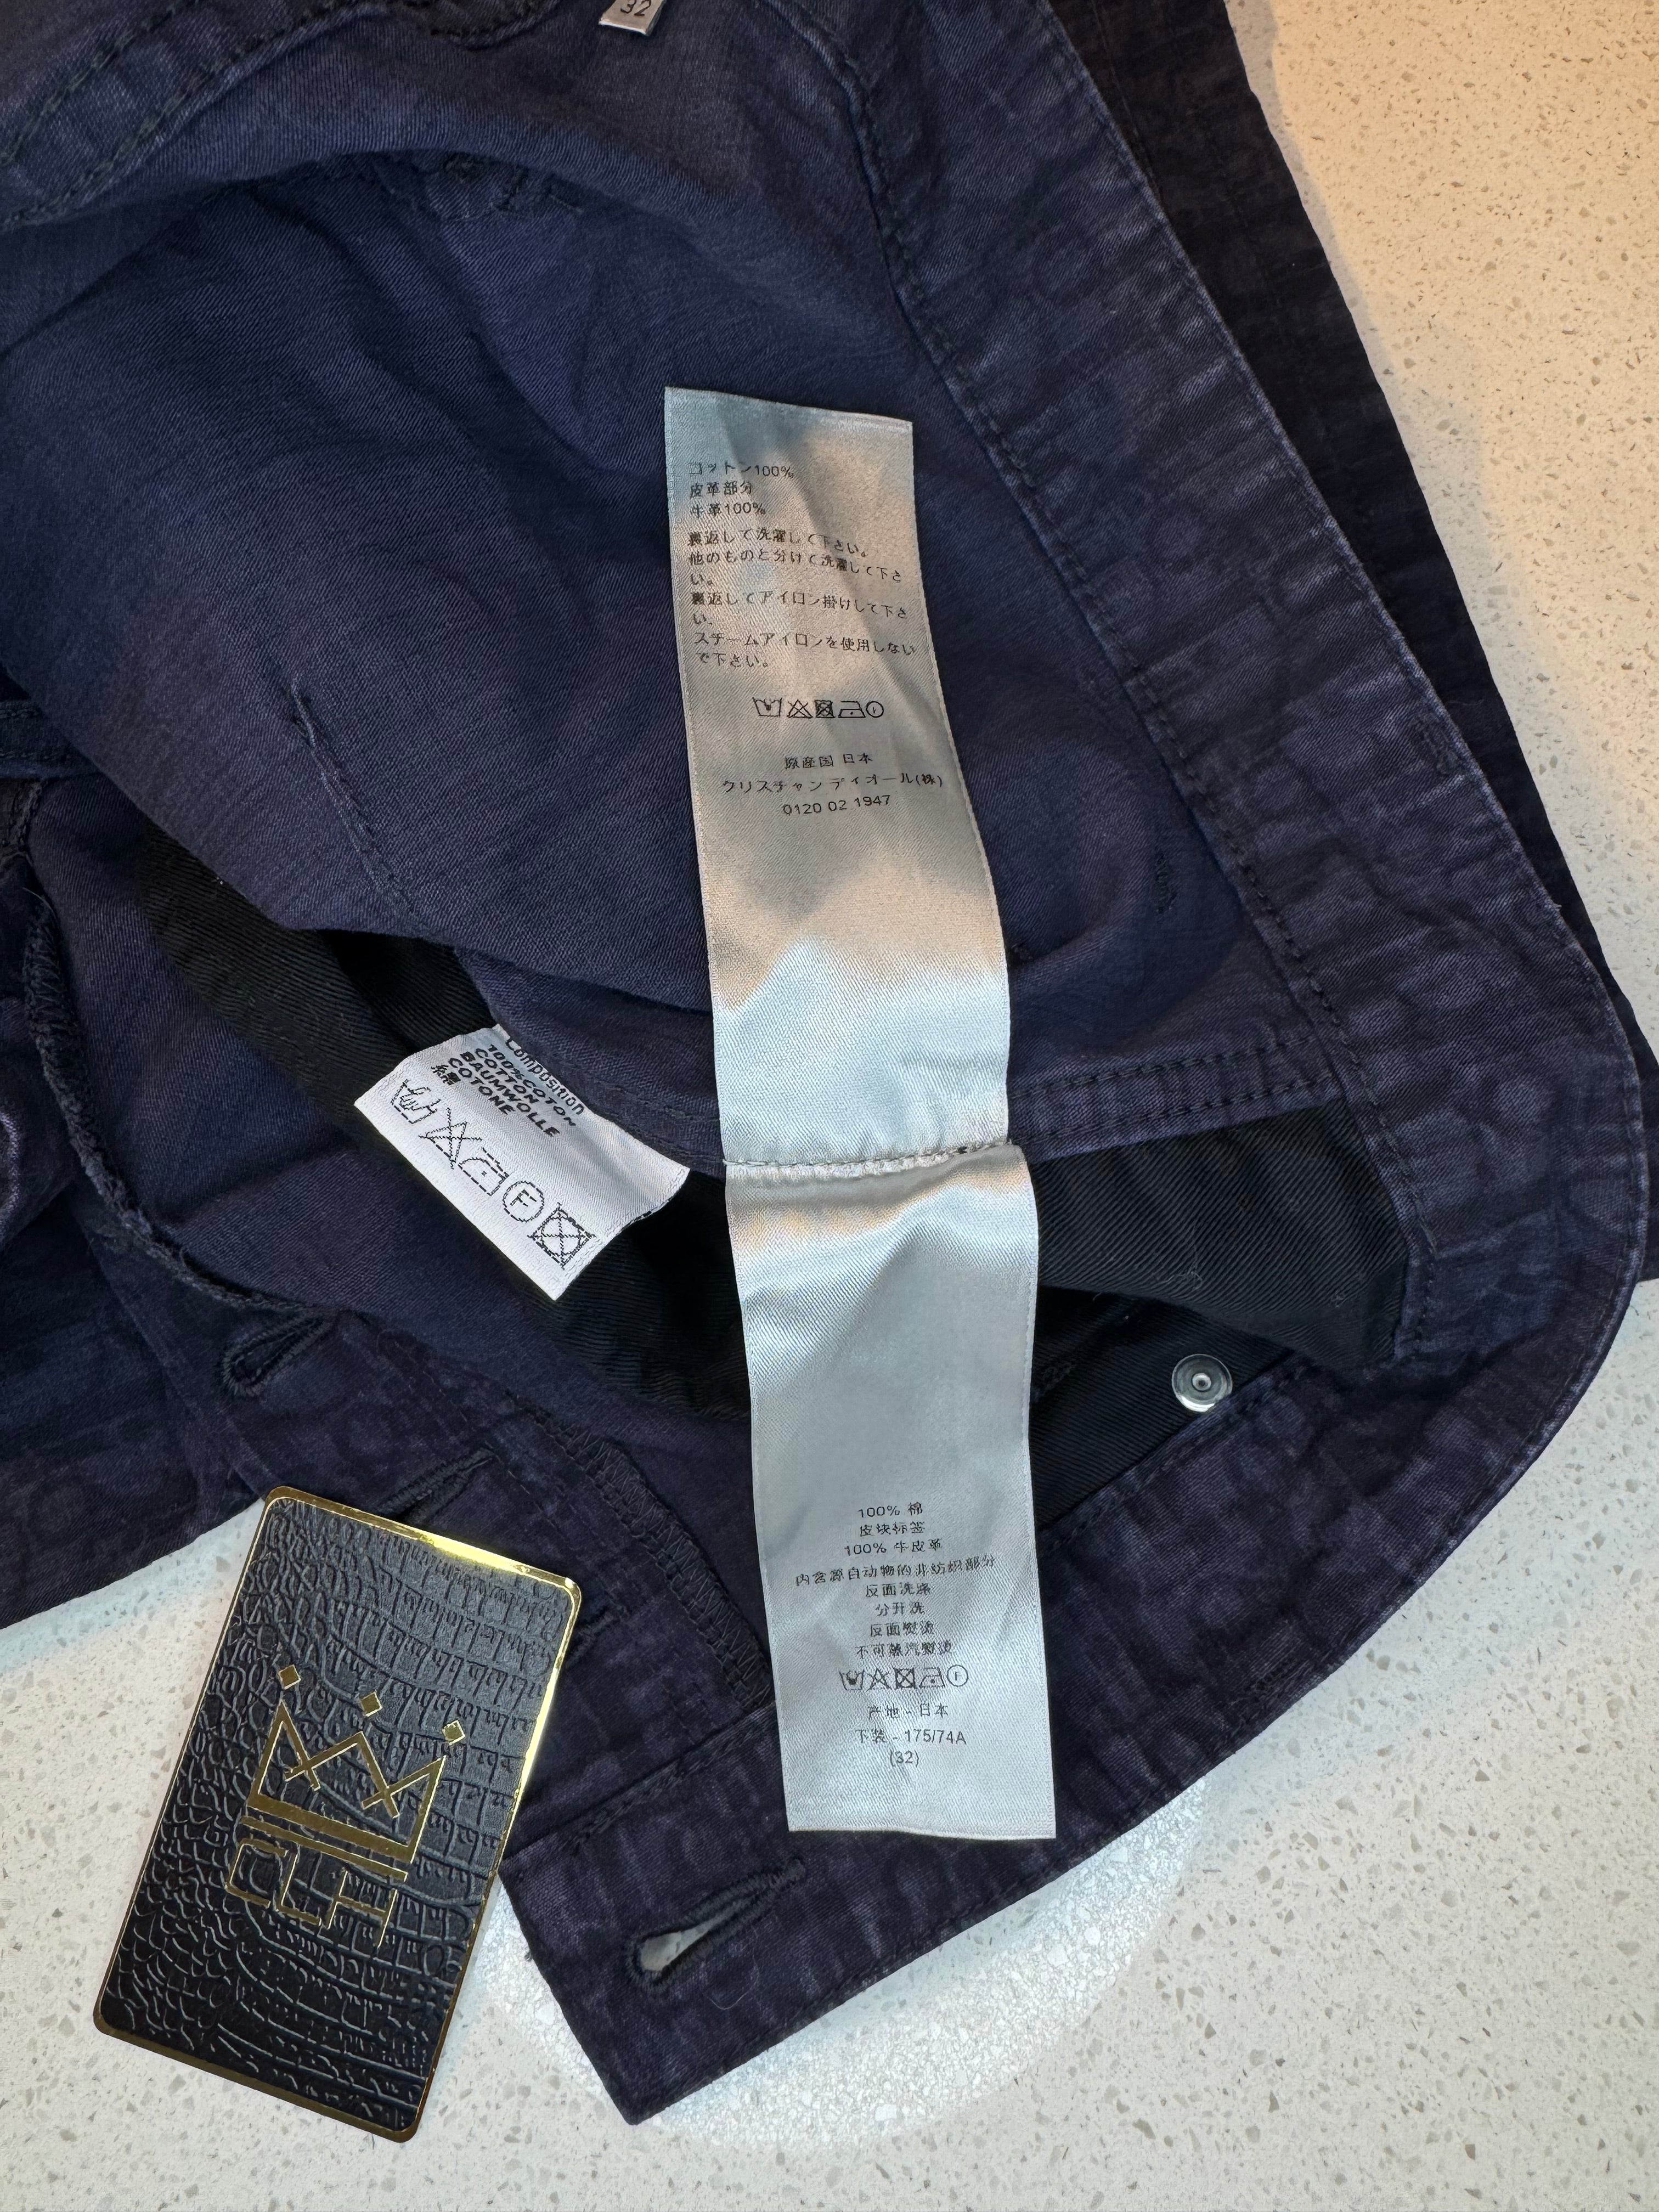 32
コットン100%
皮革部分
牛革100%
裏返して洗濯して下さい。
他のものと分けて洗濯して下さ
い。
裏返してアイロン掛けして下さ
い.
スチームアイロンを使用しない
で下さい。
原産国 日本
クリスチャン ディオール(株)
0120 02 1947
Composition
100%COTON
COTTON
BAUMWOLLE
COTONE
綿
F
100% 棉
皮块标签
100% 牛皮革
内含源自动物的非纺织部分
反面洗涤
分开洗
反面熨烫
不可蒸汽熨烫
产地 - 日本
下装 - 175/74A
(32)